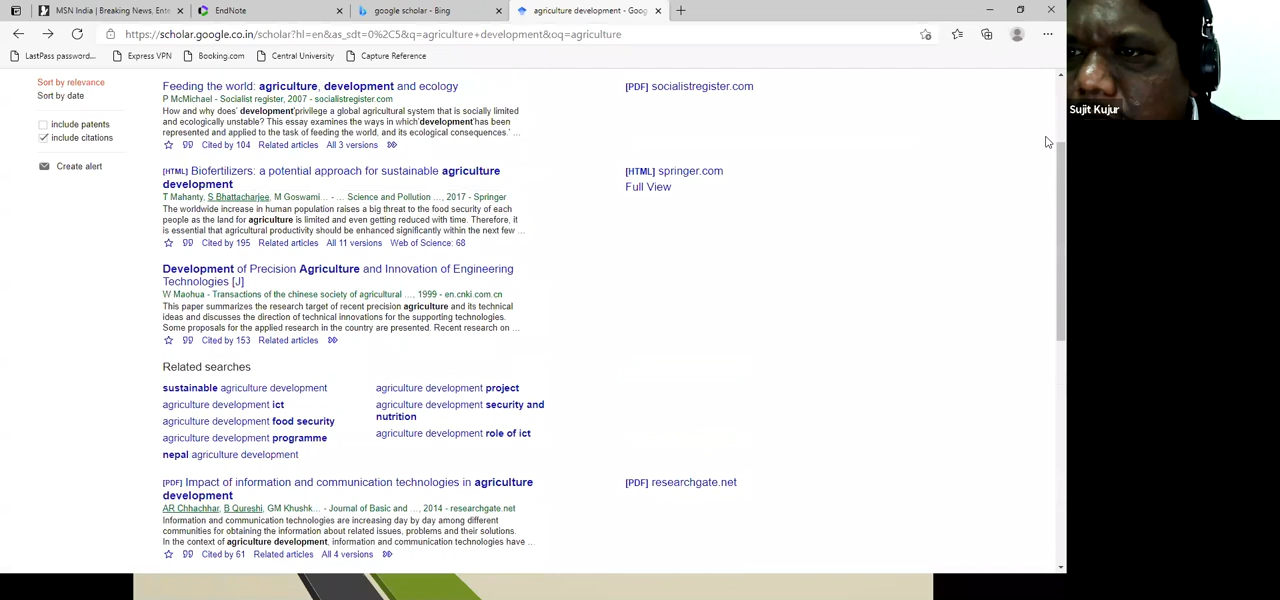 MSN India | Breaking News, Ente
EndNote
google scholar - Bing
agriculture development - Goog
https://scholar.google.co.in/scholar?hl=en&as_sdt=0%2C5&q=agriculture+development&oq=agriculture
LastPass password...
Express VPN
Booking.com
Central University
Capture Reference
Sort by relevance
Sort by date
include patents
include citations
Create alert
Feeding the world: agriculture, development and ecology
P McMichael - Socialist register, 2007 - socialistregister.com
How and why does' development'privilege a global agricultural system that is socially limited
and ecologically unstable? This essay examines the ways in which'development'has been
represented and applied to the task of feeding the world, and its ecological consequences.' ...
Cited by 104 Related articles All 3 versions
[PDF] socialistregister.com
[HTML] Biofertilizers: a potential approach for sustainable agriculture
development
T Mahanty, S Bhattacharjee, M Goswami... - ... Science and Pollution ..., 2017 - Springer
The worldwide increase in human population raises a big threat to the food security of each
people as the land for agriculture is limited and even getting reduced with time. Therefore, it
is essential that agricultural productivity should be enhanced significantly within the next few ...
Cited by 195 Related articles All 11 versions Web of Science: 68
[HTML] springer.com
Full View
Development of Precision Agriculture and Innovation of Engineering
Technologies [J]
W Maohua - Transactions of the chinese society of agricultural ..., 1999 - en.cnki.com.cn
This paper summarizes the research target of recent precision agriculture and its technical
ideas and discusses the direction of technical innovations for the supporting technologies.
Some proposals for the applied research in the country are presented. Recent research on ...
Cited by 153 Related articles
Related searches
sustainable agriculture development
agriculture development ict
agriculture development food security
agriculture development programme
nepal agriculture development
agriculture development project
agriculture development security and
nutrition
agriculture development role of ict
[PDF] Impact of information and communication technologies in agriculture
development
AR Chhachhar, B Qureshi, GM Khushk... - Journal of Basic and ..., 2014 - researchgate.net
Information and communication technologies are increasing day by day among different
communities for obtaining the information about related issues, problems and their solutions.
In the context of agriculture development, information and communication technologies have ...
Cited by 61 Related articles All 4 versions
[PDF] researchgate.net
Sujit Kujur